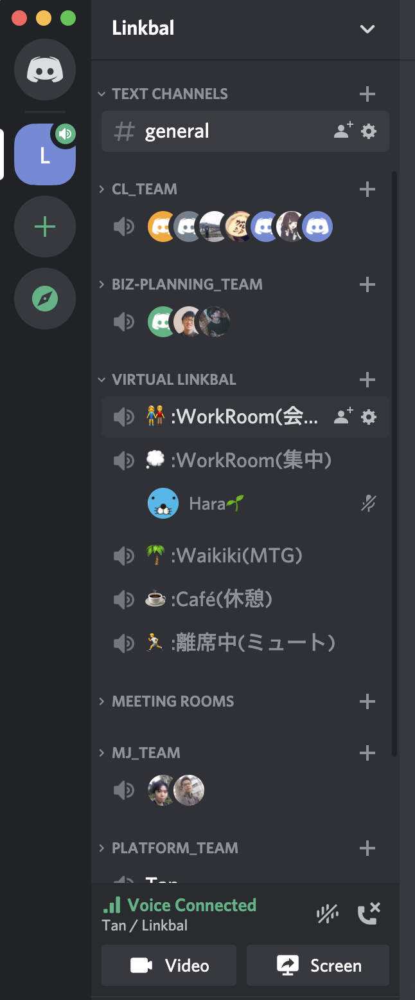 Linkbal
TEXT CHANNELS
# general
L
CL_TEAM
BIZ-PLANNING_TEAM
VIRTUAL LINKBAL
👫:WorkRoom(会...
💭:WorkRoom(集中)
Hara🌱
🌴:Waikiki(MTG)
☕:Café(休憩)
🏃:離席中(ミュート)
MEETING ROOMS
MJ_TEAM
PLATFORM_TEAM
Tan
Voice Connected
Tan / Linkbal
Video
Screen